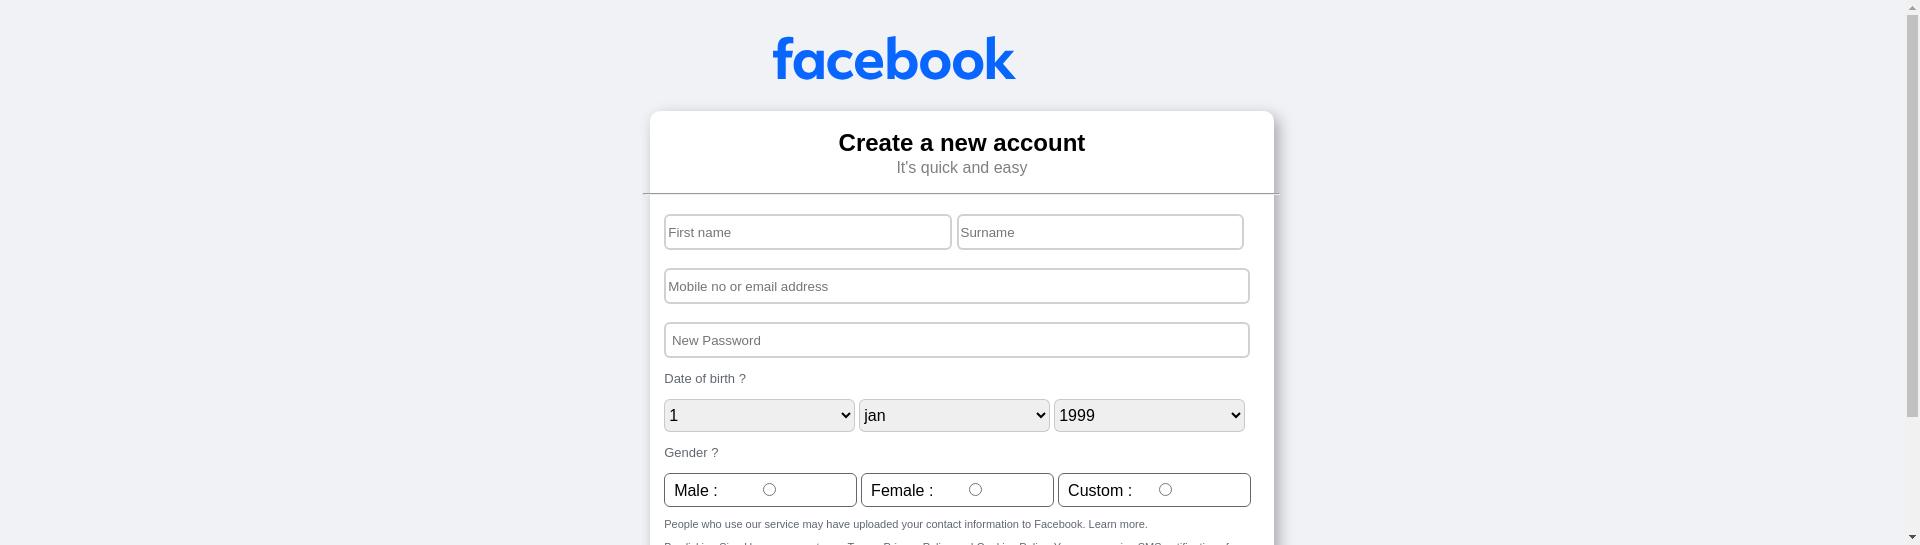 facebook
Create a new account
It's quick and easy
First name Surname
Mobile no or email address
New Password
Date of birth ?
1 jan 1999
Gender ?
Male : Female : Custom :
People who use our service may have uploaded your contact information to Facebook. Learn more.